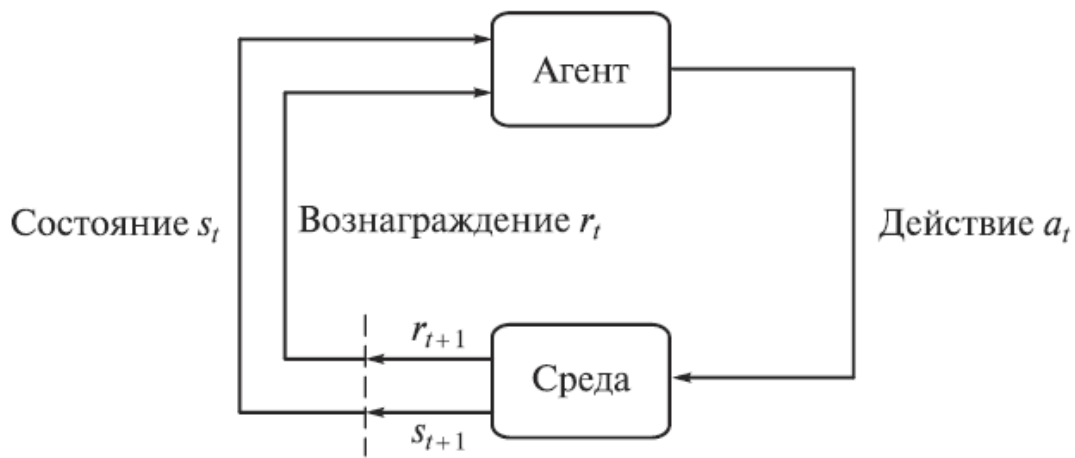 Агент
Состояние s_t
Вознаграждение r_t
Действие a_t
r_{t+1}
Среда
s_{t+1}